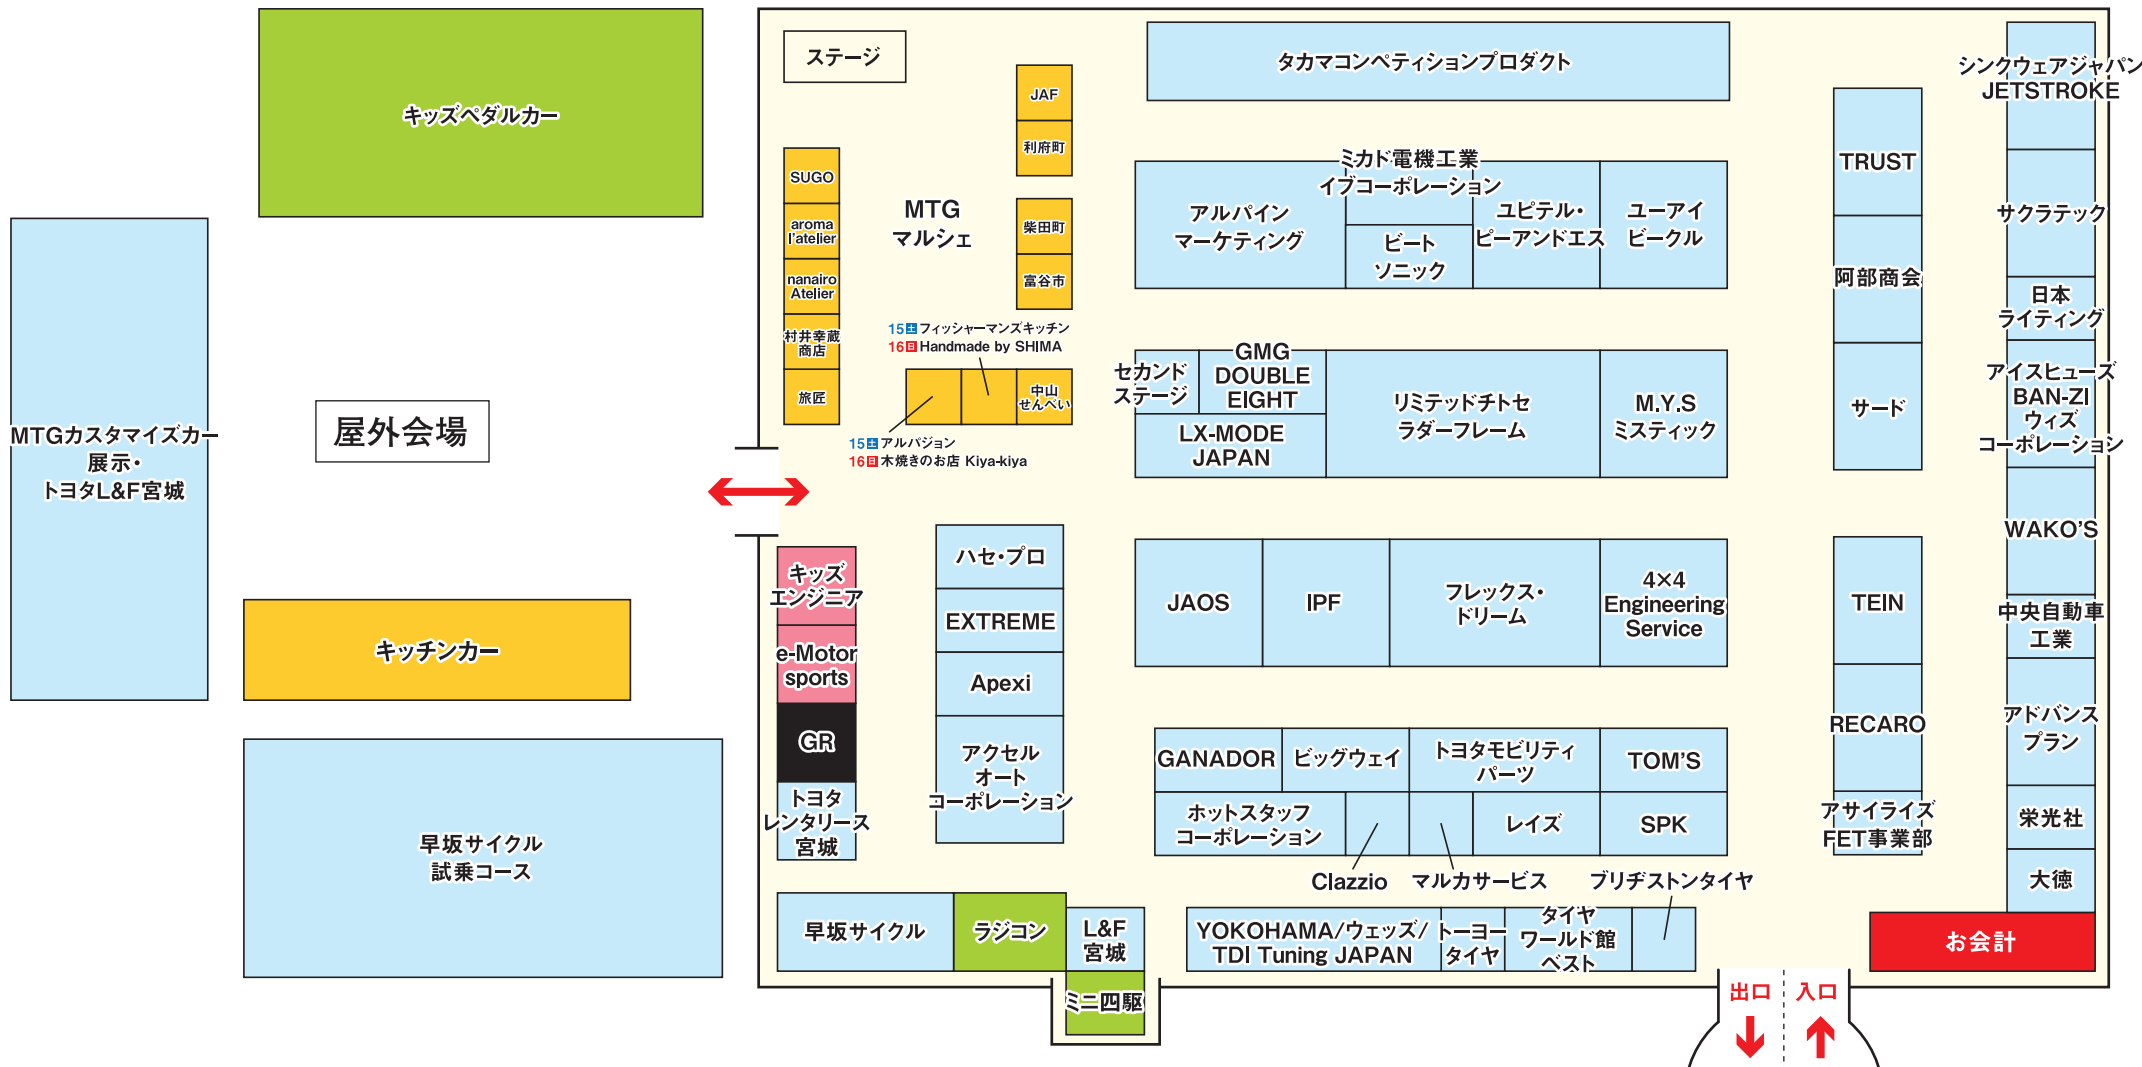 キッズペダルカー
MTGカスタマイズカー
展示・
トヨタL&F宮城
屋外会場
キッチンカー
早坂サイクル
試乗コース
ステージ
JAF
利府町
SUGO
aroma
l'atelier
nanairo
Atelier
村井幸蔵
商店
旅匠
MTG
マルシェ
柴田町
富谷市
15土フィッシャーマンズキッチン
16日Handmade by SHIMA
中山
せんべい
15土アルパジョン
16日木焼きのお店 Kiya-kiya
キッズ
エンジニア
e-Motor
sports
GR
トヨタ
レンタリース
宮城
ハセ・プロ
EXTREME
Apexi
アクセル
オート
コーポレーション
早坂サイクル
ラジコン
L&F
宮城
ミニ四駆
タカマコンペティションプロダクト
アルパイン
マーケティング
ミカド電機工業
イブコーポレーション
ビート
ソニック
ユピテル・
ピーアンドエス
ユーアイ
ビークル
セカンド
ステージ
GMG
DOUBLE
EIGHT
LX-MODE
JAPAN
リミテッドチトセ
ラダーフレーム
M.Y.S
ミスティック
JAOS
IPF
フレックス・
ドリーム
4×4
Engineering
Service
GANADOR
ビッグウェイ
トヨタモビリティ
パーツ
TOM'S
ホットスタッフ
コーポレーション
レイズ
SPK
Clazzio
マルカサービス
ブリヂストンタイヤ
YOKOHAMA/ウェッズ/
TDI Tuning JAPAN
トーヨー
タイヤ
タイヤ
ワールド館
ベスト
TRUST
阿部商会
サード
TEIN
RECARO
アサイライズ
FET事業部
シンクウェアジャパン
JETSTROKE
サクラテック
日本
ライティング
アイスヒューズ
BAN-ZI
ウィズ
コーポレーション
WAKO'S
中央自動車
工業
アドバンス
プラン
栄光社
大徳
お会計
出口
入口